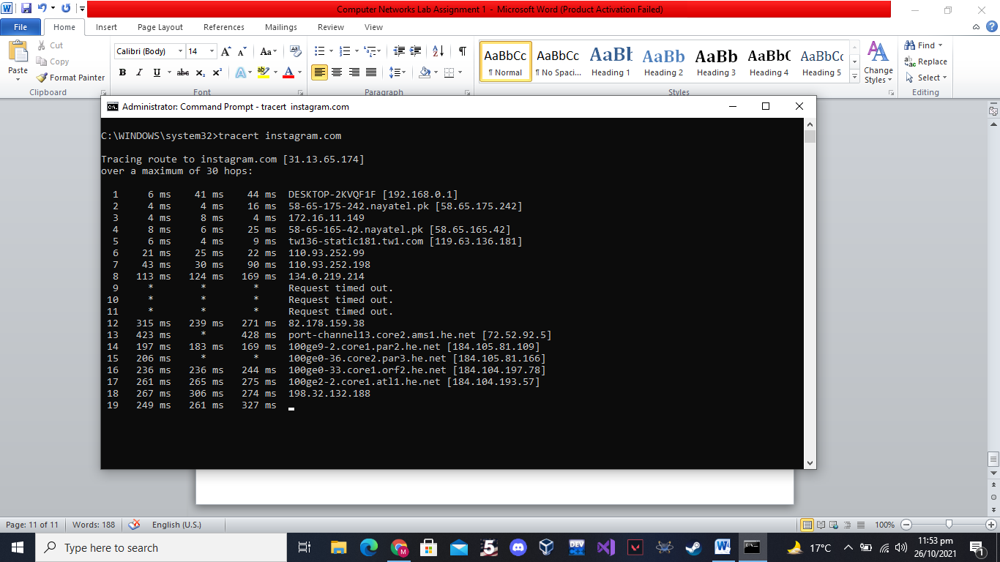 Computer Networks Lab Assignment 1 - Microsoft Word (Product Activation Failed)
File Home Insert Page Layout References Mailings Review View
Paste
Cut
Copy
Format Painter
Clipboard
Calibri (Body) 14
Font
Paragraph
AaBbCc AaBbCc AaBb AaBb AaBb AaBbC AaBbCc
¶ Normal ¶ No Spaci... Heading 1 Heading 2 Heading 3 Heading 4 Heading 5
Styles
Change Styles
Find
Replace
Select
Editing
Administrator: Command Prompt - tracert instagram.com
C:\WINDOWS\system32>tracert instagram.com
Tracing route to instagram.com [31.13.65.174]
over a maximum of 30 hops:
1 6 ms 41 ms 44 ms DESKTOP-2KVQF1F [192.168.0.1]
2 4 ms 4 ms 16 ms 58-65-175-242.nayatel.pk [58.65.175.242]
3 4 ms 8 ms 4 ms 172.16.11.149
4 8 ms 6 ms 25 ms 58-65-165-42.nayatel.pk [58.65.165.42]
5 6 ms 4 ms 9 ms tw136-static181.tw1.com [119.63.136.181]
6 21 ms 25 ms 22 ms 110.93.252.99
7 43 ms 30 ms 90 ms 110.93.252.198
8 113 ms 124 ms 169 ms 134.0.219.214
9 * * * Request timed out.
10 * * * Request timed out.
11 * * * Request timed out.
12 315 ms 239 ms 271 ms 82.178.159.38
13 423 ms * 428 ms port-channel13.core2.ams1.he.net [72.52.92.5]
14 197 ms 183 ms 169 ms 100ge9-2.core1.par2.he.net [184.105.81.109]
15 206 ms * * 100ge0-36.core2.par3.he.net [184.105.81.166]
16 236 ms 236 ms 244 ms 100ge0-33.core1.orf2.he.net [184.104.197.78]
17 261 ms 265 ms 275 ms 100ge2-2.core1.atl1.he.net [184.104.193.57]
18 267 ms 306 ms 274 ms 198.32.132.188
19 249 ms 261 ms 327 ms
Page: 11 of 11 Words: 188 English (U.S.) 100%
Type here to search
17°C
11:53 pm
26/10/2021